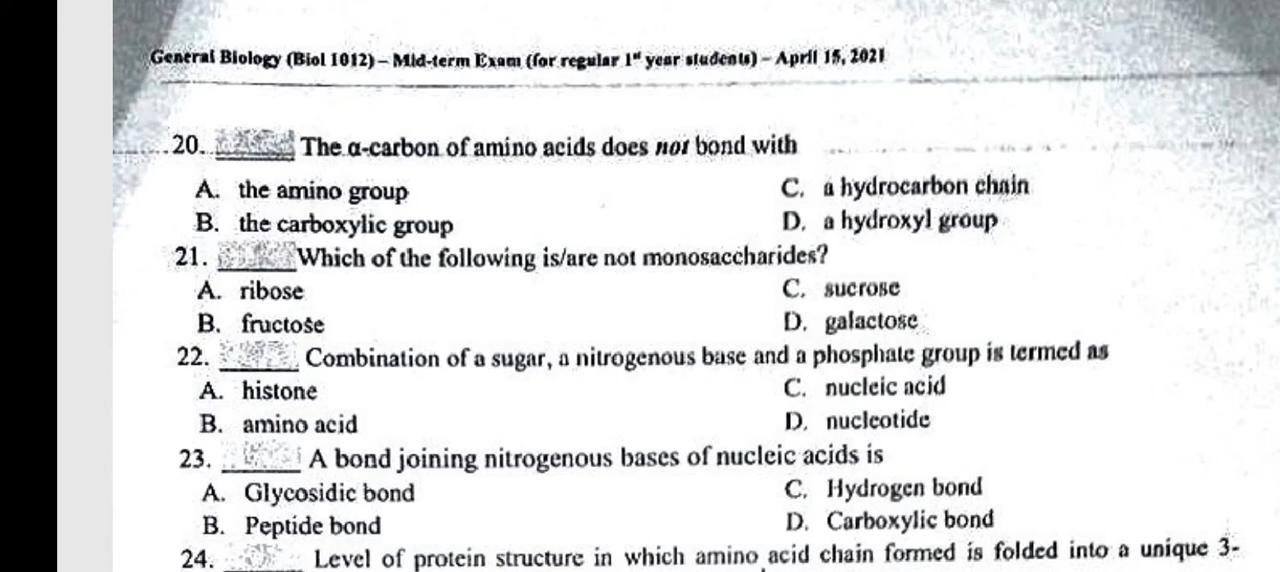 General Biology (Biol 1012) – Mid-term Exam (for regular 1st year students) – April 15, 2021
20. The α-carbon of amino acids does not bond with
A. the amino group
B. the carboxylic group
C. a hydrocarbon chain
D. a hydroxyl group
21. Which of the following is/are not monosaccharides?
A. ribose
B. fructose
C. sucrose
D. galactose
22. Combination of a sugar, a nitrogenous base and a phosphate group is termed as
A. histone
B. amino acid
C. nucleic acid
D. nucleotide
23. A bond joining nitrogenous bases of nucleic acids is
A. Glycosidic bond
B. Peptide bond
C. Hydrogen bond
D. Carboxylic bond
24. Level of protein structure in which amino acid chain formed is folded into a unique 3-